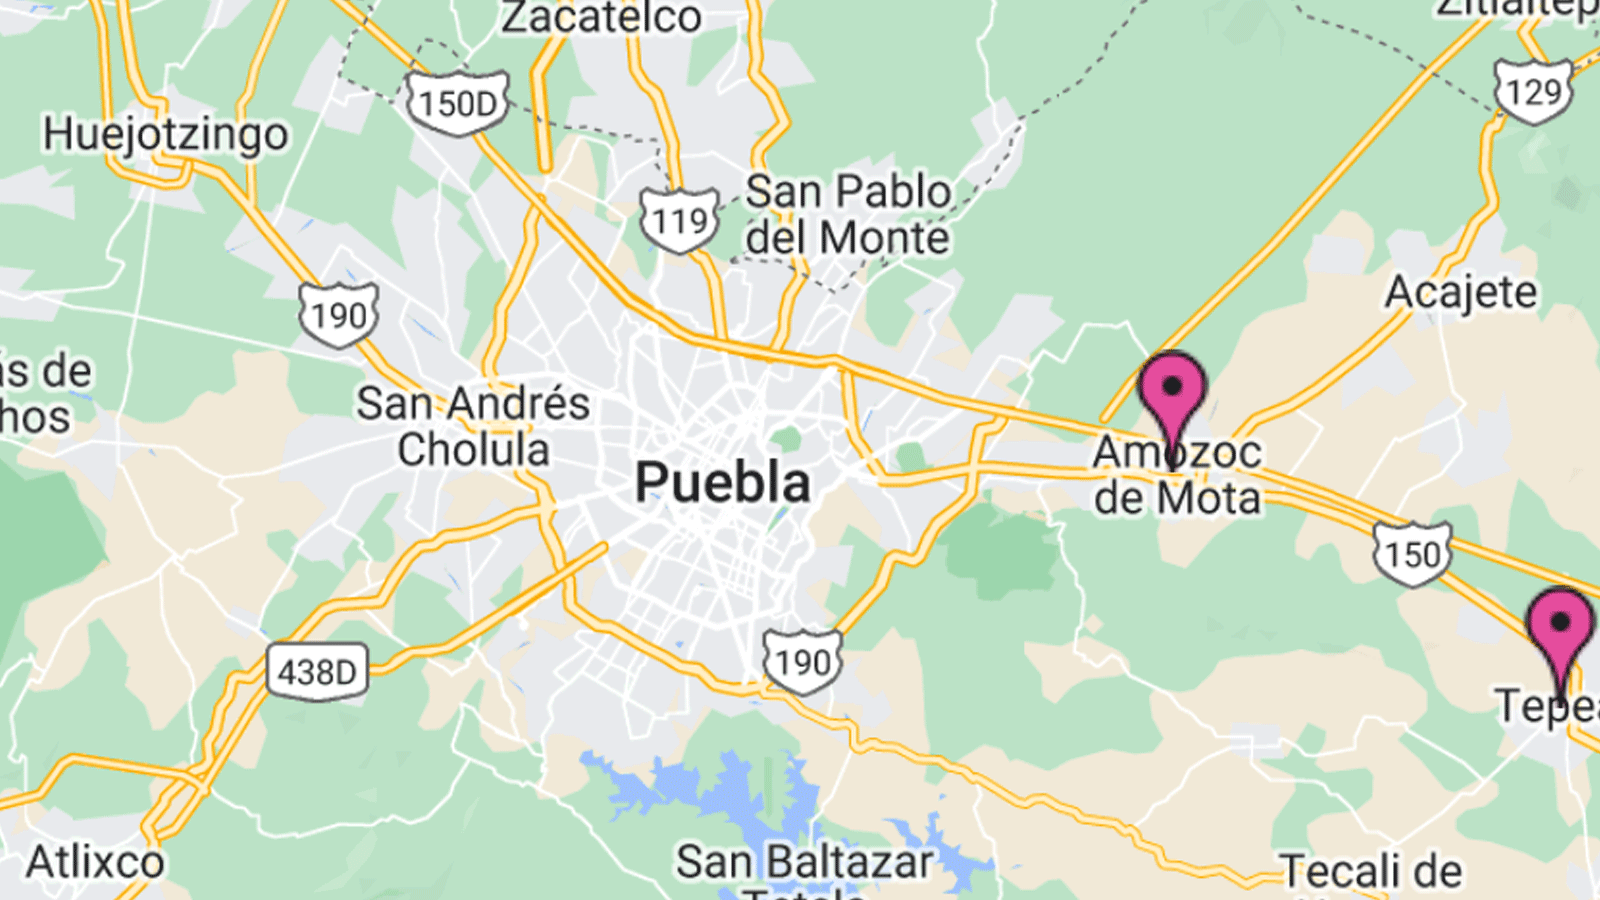 Zacatelco
Zitlaltep
150D
129
Huejotzingo
San Pablo
del Monte
119
190
Acajete
ás de
hos
San Andrés
Cholula
Puebla
Amozoc
de Mota
150
438D
190
Tepea
Atlixco
San Baltazar
Tecali de